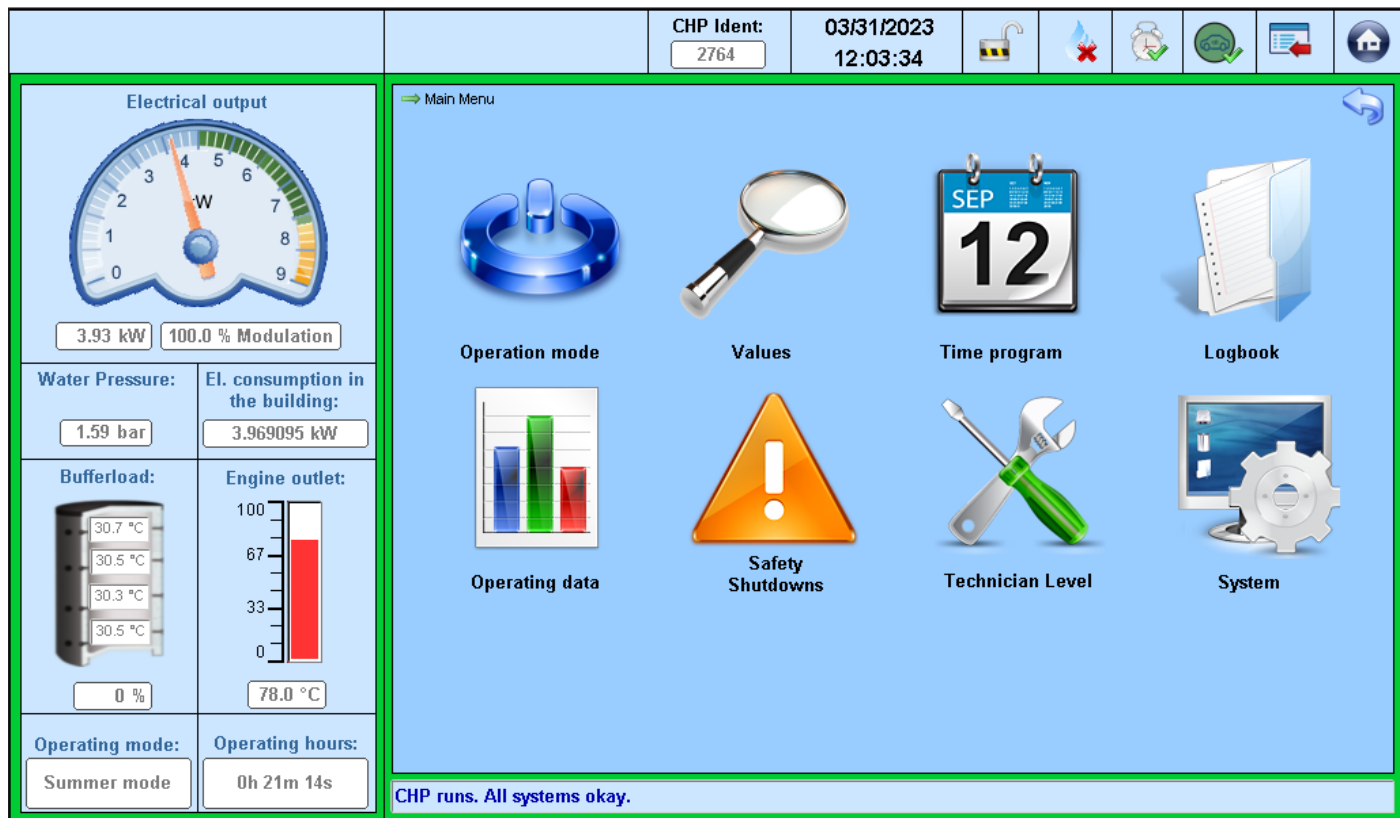 CHP Ident:
2764
03/31/2023
12:03:34
Electrical output
0
1
2
3
4
5
6
7
8
9
W
3.93 kW
100.0 % Modulation
Water Pressure:
1.59 bar
El. consumption in
the building:
3.969095 kW
Bufferload:
30.7 °C
30.5 °C
30.3 °C
30.5 °C
0 %
Engine outlet:
100
67
33
0
78.0 °C
Operating mode:
Summer mode
Operating hours:
0h 21m 14s
Main Menu
Operation mode
Values
SEP
12
Time program
Logbook
Operating data
Safety
Shutdowns
Technician Level
System
CHP runs. All systems okay.